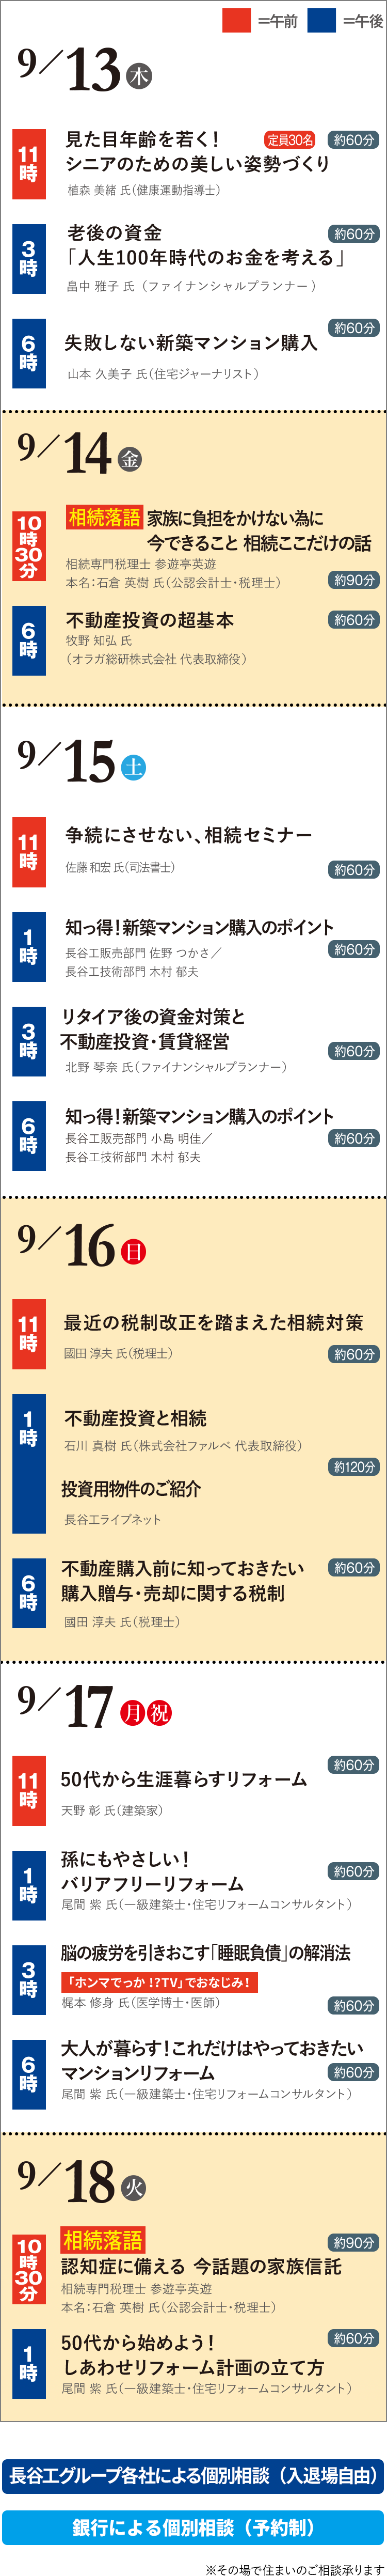 ＝午前 ＝午後
9／13 木
11時
見た目年齢を若く！ 定員30名 約60分
シニアのための美しい姿勢づくり
植森 美緒 氏（健康運動指導士）
3時
老後の資金 約60分
「人生100年時代のお金を考える」
畠中 雅子 氏（ファイナンシャルプランナー）
6時
約60分
失敗しない新築マンション購入
山本 久美子 氏（住宅ジャーナリスト）
9／14 金
10時30分
相続落語 家族に負担をかけない為に
今できること 相続ここだけの話
相続専門税理士 参遊亭英遊
本名：石倉 英樹 氏（公認会計士・税理士） 約90分
6時
不動産投資の超基本 約60分
牧野 知弘 氏
（オラガ総研株式会社 代表取締役）
9／15 土
11時
争続にさせない、相続セミナー
佐藤 和宏 氏（司法書士） 約60分
1時
知っ得！新築マンション購入のポイント
長谷工販売部門 佐野 つかさ／ 約60分
長谷工技術部門 木村 郁夫
3時
リタイア後の資金対策と
不動産投資・賃貸経営 約60分
北野 琴奈 氏（ファイナンシャルプランナー）
6時
知っ得！新築マンション購入のポイント
長谷工販売部門 小島 明佳／ 約60分
長谷工技術部門 木村 郁夫
9／16 日
11時
最近の税制改正を踏まえた相続対策
國田 淳夫 氏（税理士） 約60分
1時
不動産投資と相続
石川 真樹 氏（株式会社ファルベ 代表取締役）
約120分
投資用物件のご紹介
長谷工ライブネット
6時
不動産購入前に知っておきたい 約60分
購入贈与・売却に関する税制
國田 淳夫 氏（税理士）
9／17 月 祝
11時
約60分
50代から生涯暮らすリフォーム
天野 彰 氏（建築家）
1時
孫にもやさしい！
バリアフリーリフォーム 約60分
尾間 紫 氏（一級建築士・住宅リフォームコンサルタント）
3時
脳の疲労を引きおこす「睡眠負債」の解消法
「ホンマでっか!?TV」でおなじみ！
梶本 修身 氏（医学博士・医師） 約60分
6時
大人が暮らす！これだけはやっておきたい
マンションリフォーム 約60分
尾間 紫 氏（一級建築士・住宅リフォームコンサルタント）
9／18 火
10時30分
相続落語 約90分
認知症に備える 今話題の家族信託
相続専門税理士 参遊亭英遊
本名：石倉 英樹 氏（公認会計士・税理士）
1時
50代から始めよう！ 約60分
しあわせリフォーム計画の立て方
尾間 紫 氏（一級建築士・住宅リフォームコンサルタント）
長谷工グループ各社による個別相談（入退場自由）
銀行による個別相談（予約制）
※その場で住まいのご相談承ります